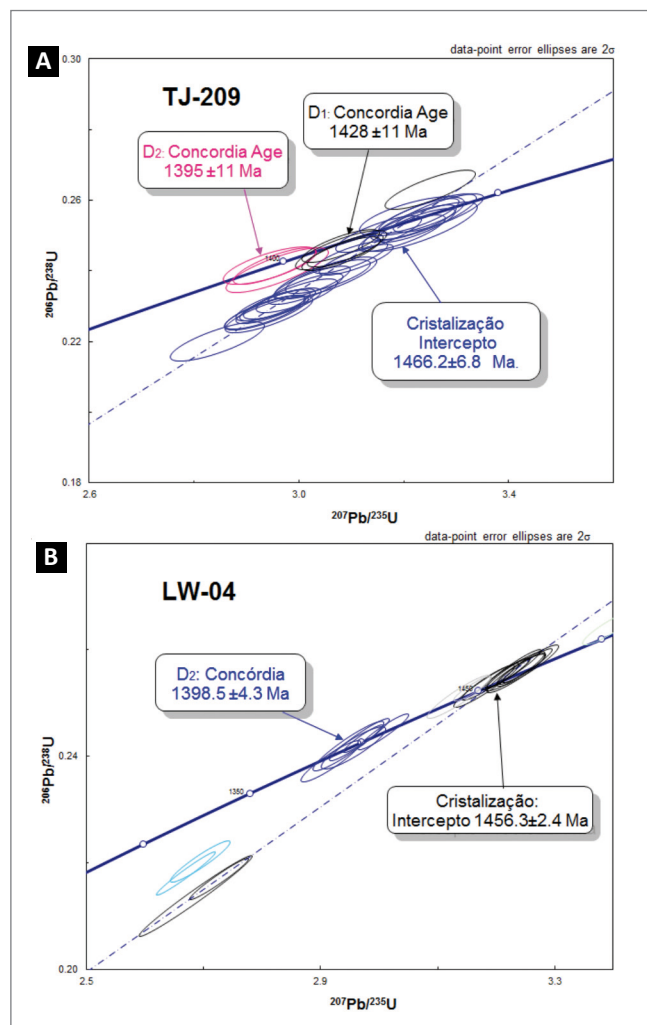 A
data-point error ellipses are 2σ
0.30
TJ-209
D1: Concordia Age
1428 ±11 Ma
D2: Concordia Age
1395 ±11 Ma
0.26
1400
206Pb/238U
Cristalização
Intercepto
1466.2±6.8 Ma.
0.22
0.18
2.6
3.0
3.4
207Pb/235U
B
data-point error ellipses are 2σ
LW-04
D2: Concórdia
1398.5 ±4.3 Ma
1450
0.24
206Pb/238U
1350
Cristalização:
Intercepto 1456.3±2.4 Ma
0.20
2.5
2.9
3.3
207Pb/235U